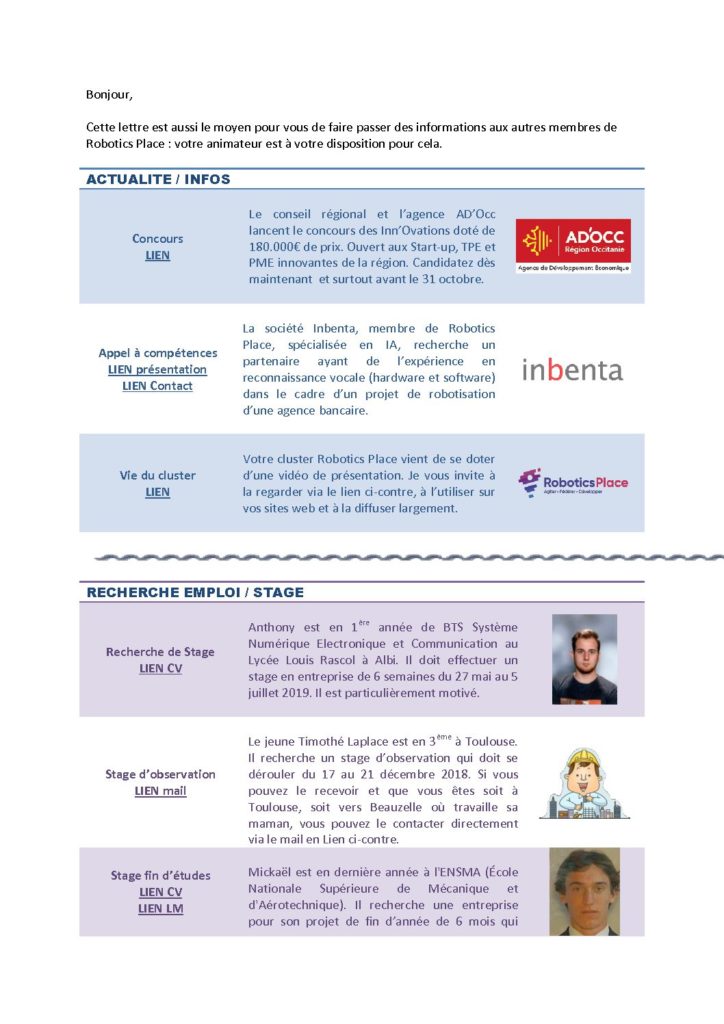 Bonjour,
Cette lettre est aussi le moyen pour vous de faire passer des informations aux autres membres de
Robotics Place : votre animateur est à votre disposition pour cela.
ACTUALITE / INFOS
Concours
LIEN
Le conseil régional et l'agence AD'Occ
lancent le concours des Inn'Ovations doté de
180.000€ de prix. Ouvert aux Start-up, TPE et
PME innovantes de la région. Candidatez dès
maintenant et surtout avant le 31 octobre.
AD'OCC
Région Occitanie
Agence de Développement Économique
Appel à compétences
LIEN présentation
LIEN Contact
La société Inbenta, membre de Robotics
Place, spécialisée en IA, recherche un
partenaire ayant de l'expérience en
reconnaissance vocale (hardware et software)
dans le cadre d'un projet de robotisation
d'une agence bancaire.
inbenta
Vie du cluster
LIEN
Votre cluster Robotics Place vient de se doter
d'une vidéo de présentation. Je vous invite à
la regarder via le lien ci-contre, à l'utiliser sur
vos sites web et à la diffuser largement.
RoboticsPlace
Agiter • Fédérer • Développer
RECHERCHE EMPLOI / STAGE
Recherche de Stage
LIEN CV
Anthony est en 1ère année de BTS Système
Numérique Electronique et Communication au
Lycée Louis Rascol à Albi. Il doit effectuer un
stage en entreprise de 6 semaines du 27 mai au 5
juillet 2019. Il est particulièrement motivé.
Stage d'observation
LIEN mail
Le jeune Timothé Laplace est en 3ème à Toulouse.
Il recherche un stage d'observation qui doit se
dérouler du 17 au 21 décembre 2018. Si vous
pouvez le recevoir et que vous êtes soit à
Toulouse, soit vers Beauzelle où travaille sa
maman, vous pouvez le contacter directement
via le mail en Lien ci-contre.
Stage fin d'études
LIEN CV
LIEN LM
Mickaël est en dernière année à l'ENSMA (École
Nationale Supérieure de Mécanique et
d'Aérotechnique). Il recherche une entreprise
pour son projet de fin d'année de 6 mois qui